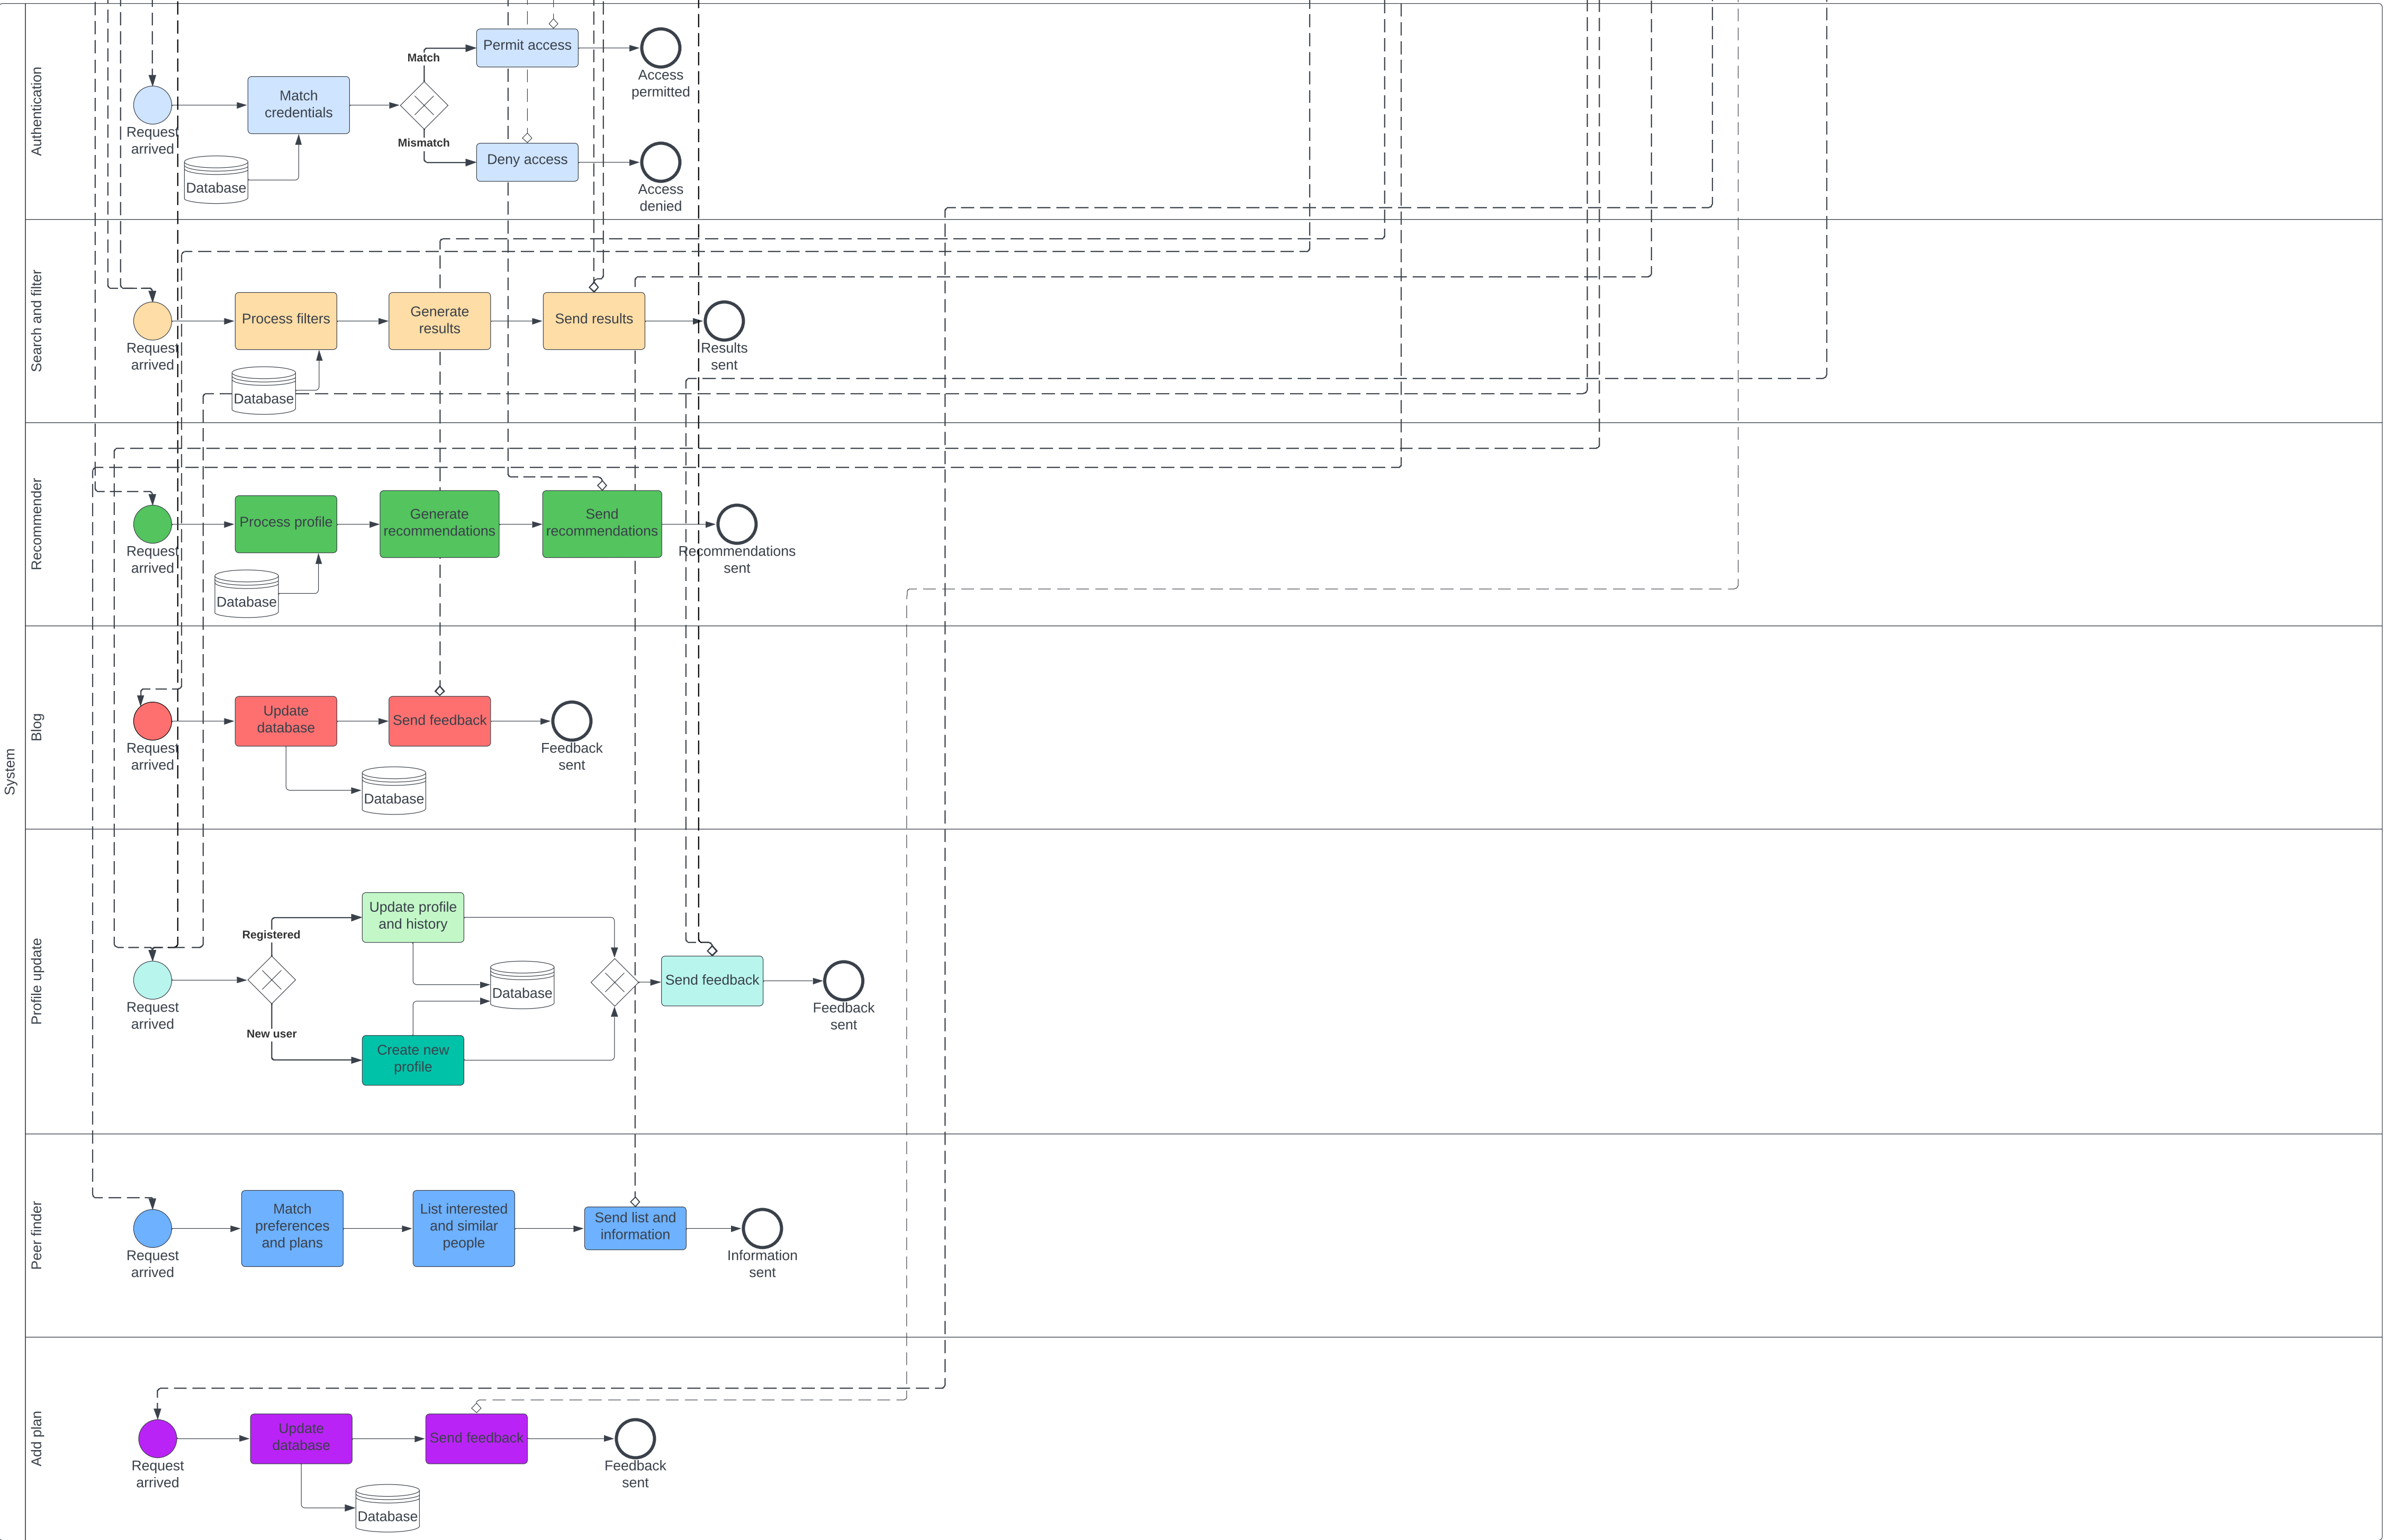 System
Authentication
Request
arrived
Match
credentials
Database
Match
Mismatch
Permit access
Deny access
Access
permitted
Access
denied
Search and filter
Request
arrived
Process filters
Database
Generate
results
Send results
Results
sent
Recommender
Request
arrived
Process profile
Database
Generate
recommendations
Send
recommendations
Recommendations
sent
Blog
Request
arrived
Update
database
Database
Send feedback
Feedback
sent
Profile update
Request
arrived
Registered
New user
Update profile
and history
Create new
profile
Database
Send feedback
Feedback
sent
Peer finder
Request
arrived
Match
preferences
and plans
List interested
and similar
people
Send list and
information
Information
sent
Add plan
Request
arrived
Update
database
Database
Send feedback
Feedback
sent